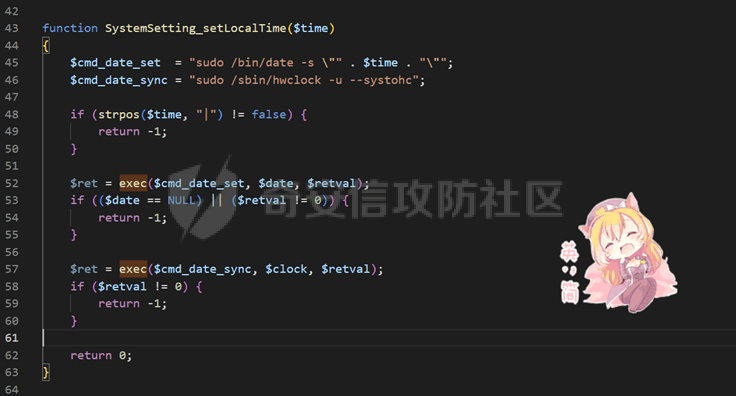 42
43 function SystemSetting_setLocalTime($time)
44 {
45 $cmd_date_set  = "sudo /bin/date -s \"" . $time . "\"";
46 $cmd_date_sync = "sudo /sbin/hwclock -u --systohc";
47
48 if (strpos($time, "|") != false) {
49 return -1;
50 }
51
52 $ret = exec($cmd_date_set, $date, $retval);
53 if (($date == NULL) || ($retval != 0)) {
54 return -1;
55 }
56
57 $ret = exec($cmd_date_sync, $clock, $retval);
58 if ($retval != 0) {
59 return -1;
60 }
61
62 return 0;
63 }
64
奇安信攻防社区
英
简